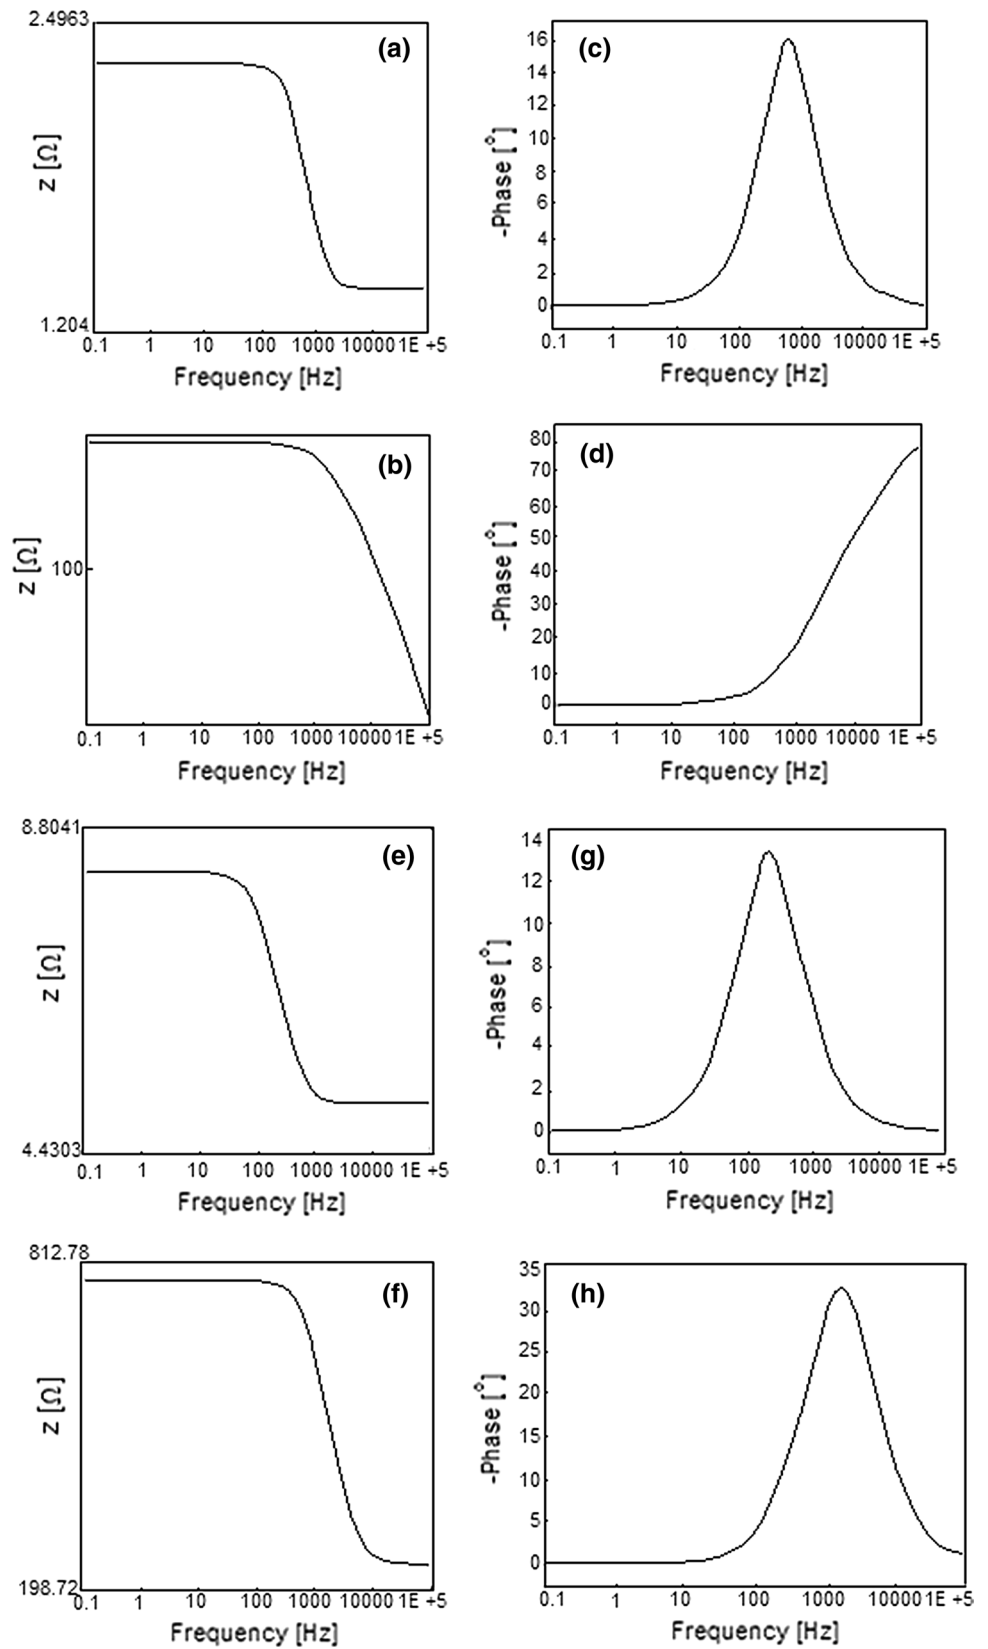 2.4963
(a)
z [Ω]
1.204
0.1 1 10 100 1000 10000 1E +5
Frequency [Hz]
16
(c)
14
12
10
8
6
4
2
0
-Phase [°]
0.1 1 10 100 1000 10000 1E +5
Frequency [Hz]
(b)
z [Ω]
100
0.1 1 10 100 1000 10000 1E +5
Frequency [Hz]
80
(d)
70
60
50
40
30
20
10
0
-Phase [°]
0.1 1 10 100 1000 10000 1E +5
Frequency [Hz]
8.8041
(e)
z [Ω]
4.4303
0.1 1 10 100 1000 10000 1E +5
Frequency [Hz]
14
(g)
12
10
8
6
4
2
0
-Phase [°]
0.1 1 10 100 1000 10000 1E +5
Frequency [Hz]
812.78
(f)
z [Ω]
198.72
0.1 1 10 100 1000 10000 1E +5
Frequency [Hz]
35
(h)
30
25
20
15
10
5
0
-Phase [°]
0.1 1 10 100 1000 10000 1E +5
Frequency [Hz]